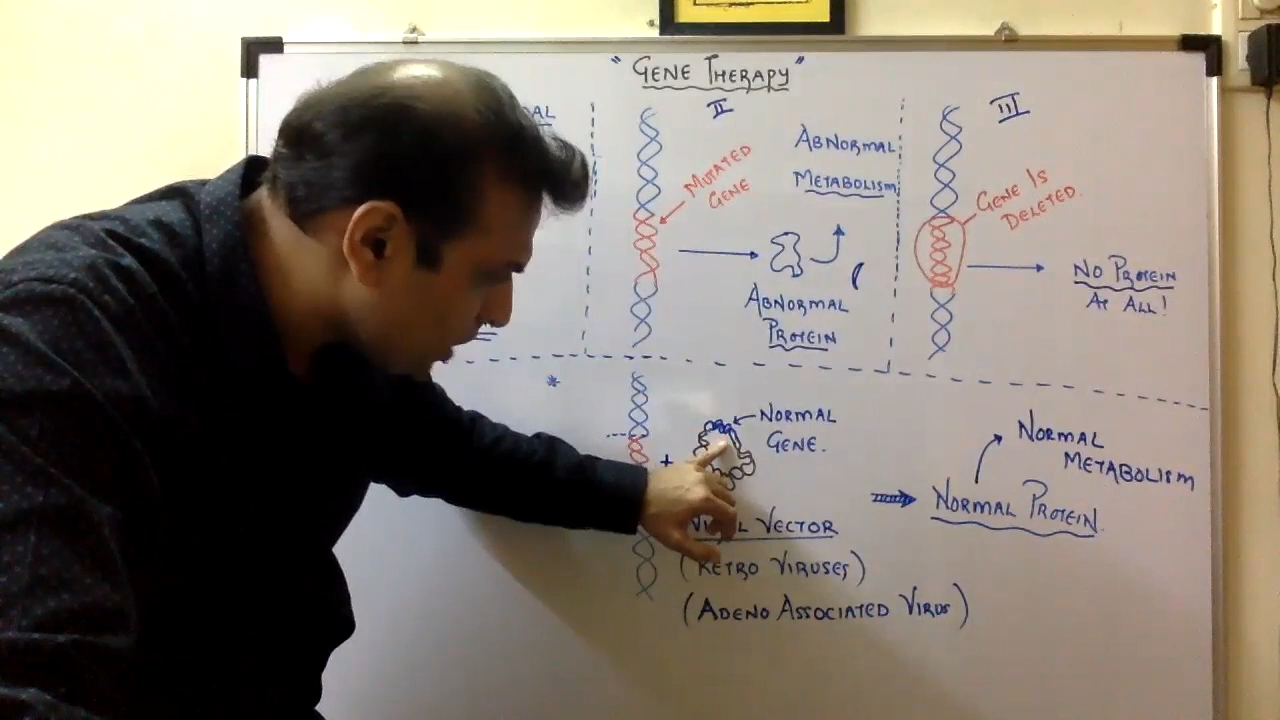 " GENE THERAPY "
II
MUTATED
GENE
ABNORMAL
METABOLISM
ABNORMAL
PROTEIN
III
GENE IS
DELETED.
NO PROTEIN
AT ALL!
*
+
NORMAL
GENE.
VECTOR
(RETRO VIRUSES)
(ADENO ASSOCIATED VIRUS)
NORMAL PROTEIN.
NORMAL
METABOLISM